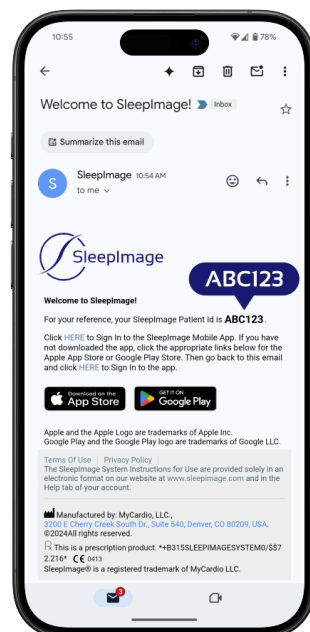 10:55
78%
Welcome to SleepImage!
Inbox
Summarize this email
S
SleepImage 10:54 AM
to me
SleepImage
ABC123
Welcome to SleepImage!
For your reference, your SleepImage Patient Id is ABC123.
Click HERE to Sign In to the SleepImage Mobile App. If you have
not downloaded the app, click the appropriate links below for the
Apple App Store or Google Play Store. Then go back to this email
and click HERE to Sign In to the app.
Download on the
App Store
GET IT ON
Google Play
Apple and the Apple Logo are trademarks of Apple Inc.
Google Play and the Google Play logo are trademarks of Google LLC.
Terms Of Use | Privacy Policy
The SleepImage System Instructions for Use are provided solely in an
electronic format on our website at www.sleepimage.com and in the
Help tab of your account.
Manufactured by: MyCardio, LLC.,
3200 E Cherry Creek South Dr., Suite 540, Denver, CO 80209, USA.
©2024All rights reserved.
This is a prescription product. *+B315SLEEPIMAGESYSTEM0/$$7
2.216* CE 0413
SleepImage® is a registered trademark of MyCardio LLC.
3